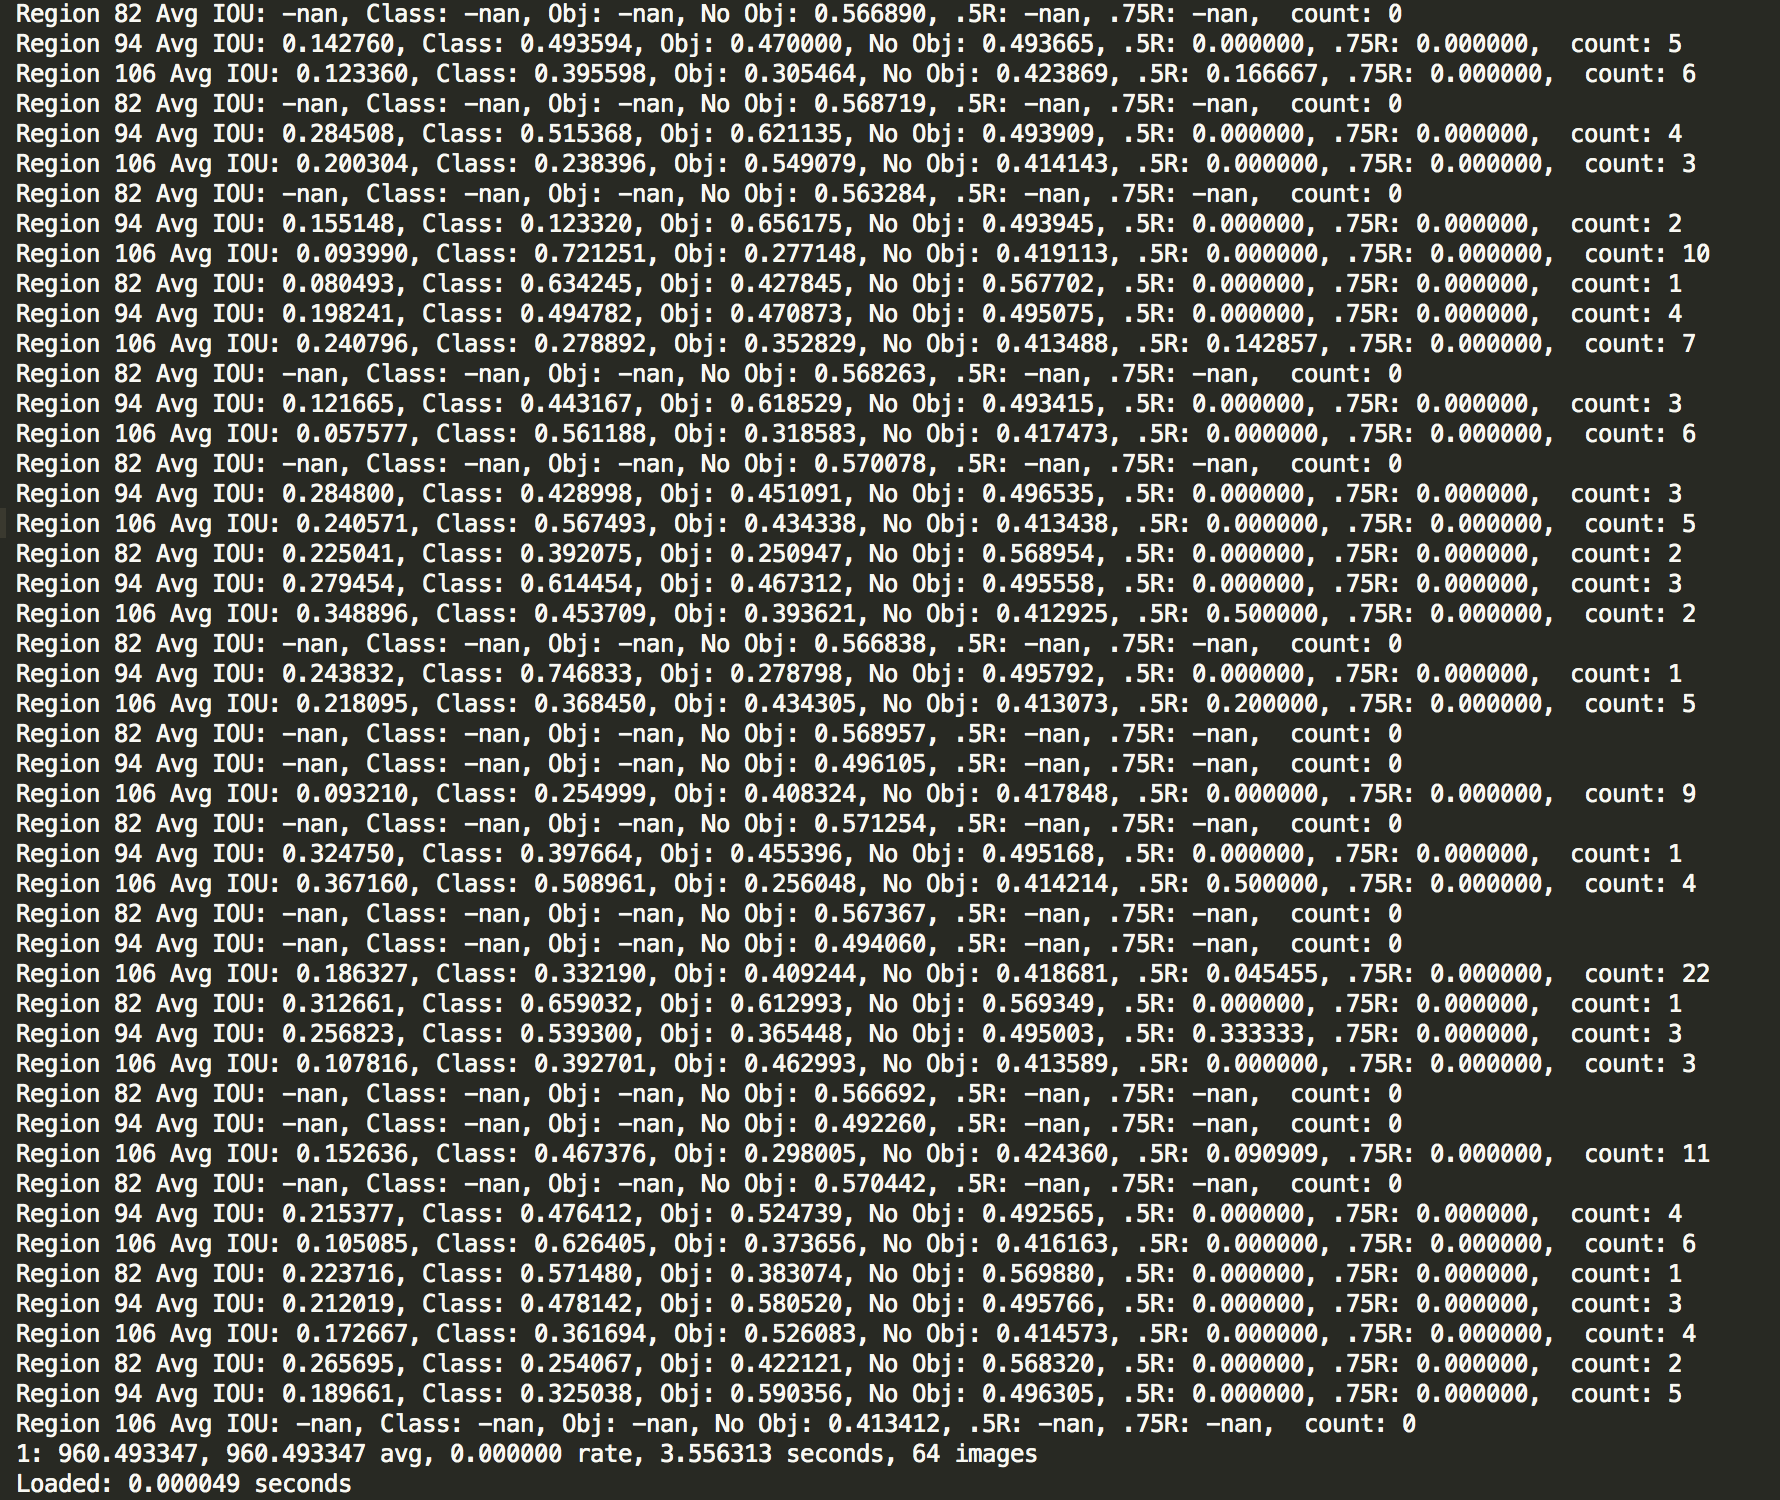 Region 82 Avg IOU: -nan, Class: -nan, Obj: -nan, No Obj: 0.566890, .5R: -nan, .75R: -nan,  count: 0
Region 94 Avg IOU: 0.142760, Class: 0.493594, Obj: 0.470000, No Obj: 0.493665, .5R: 0.000000, .75R: 0.000000,  count: 5
Region 106 Avg IOU: 0.123360, Class: 0.395598, Obj: 0.305464, No Obj: 0.423869, .5R: 0.166667, .75R: 0.000000,  count: 6
Region 82 Avg IOU: -nan, Class: -nan, Obj: -nan, No Obj: 0.568719, .5R: -nan, .75R: -nan,  count: 0
Region 94 Avg IOU: 0.284508, Class: 0.515368, Obj: 0.621135, No Obj: 0.493909, .5R: 0.000000, .75R: 0.000000,  count: 4
Region 106 Avg IOU: 0.200304, Class: 0.238396, Obj: 0.549079, No Obj: 0.414143, .5R: 0.000000, .75R: 0.000000,  count: 3
Region 82 Avg IOU: -nan, Class: -nan, Obj: -nan, No Obj: 0.563284, .5R: -nan, .75R: -nan,  count: 0
Region 94 Avg IOU: 0.155148, Class: 0.123320, Obj: 0.656175, No Obj: 0.493945, .5R: 0.000000, .75R: 0.000000,  count: 2
Region 106 Avg IOU: 0.093990, Class: 0.721251, Obj: 0.277148, No Obj: 0.419113, .5R: 0.000000, .75R: 0.000000,  count: 10
Region 82 Avg IOU: 0.080493, Class: 0.634245, Obj: 0.427845, No Obj: 0.567702, .5R: 0.000000, .75R: 0.000000,  count: 1
Region 94 Avg IOU: 0.198241, Class: 0.494782, Obj: 0.470873, No Obj: 0.495075, .5R: 0.000000, .75R: 0.000000,  count: 4
Region 106 Avg IOU: 0.240796, Class: 0.278892, Obj: 0.352829, No Obj: 0.413488, .5R: 0.142857, .75R: 0.000000,  count: 7
Region 82 Avg IOU: -nan, Class: -nan, Obj: -nan, No Obj: 0.568263, .5R: -nan, .75R: -nan,  count: 0
Region 94 Avg IOU: 0.121665, Class: 0.443167, Obj: 0.618529, No Obj: 0.493415, .5R: 0.000000, .75R: 0.000000,  count: 3
Region 106 Avg IOU: 0.057577, Class: 0.561188, Obj: 0.318583, No Obj: 0.417473, .5R: 0.000000, .75R: 0.000000,  count: 6
Region 82 Avg IOU: -nan, Class: -nan, Obj: -nan, No Obj: 0.570078, .5R: -nan, .75R: -nan,  count: 0
Region 94 Avg IOU: 0.284800, Class: 0.428998, Obj: 0.451091, No Obj: 0.496535, .5R: 0.000000, .75R: 0.000000,  count: 3
Region 106 Avg IOU: 0.240571, Class: 0.567493, Obj: 0.434338, No Obj: 0.413438, .5R: 0.000000, .75R: 0.000000,  count: 5
Region 82 Avg IOU: 0.225041, Class: 0.392075, Obj: 0.250947, No Obj: 0.568954, .5R: 0.000000, .75R: 0.000000,  count: 2
Region 94 Avg IOU: 0.279454, Class: 0.614454, Obj: 0.467312, No Obj: 0.495558, .5R: 0.000000, .75R: 0.000000,  count: 3
Region 106 Avg IOU: 0.348896, Class: 0.453709, Obj: 0.393621, No Obj: 0.412925, .5R: 0.500000, .75R: 0.000000,  count: 2
Region 82 Avg IOU: -nan, Class: -nan, Obj: -nan, No Obj: 0.566838, .5R: -nan, .75R: -nan,  count: 0
Region 94 Avg IOU: 0.243832, Class: 0.746833, Obj: 0.278798, No Obj: 0.495792, .5R: 0.000000, .75R: 0.000000,  count: 1
Region 106 Avg IOU: 0.218095, Class: 0.368450, Obj: 0.434305, No Obj: 0.413073, .5R: 0.200000, .75R: 0.000000,  count: 5
Region 82 Avg IOU: -nan, Class: -nan, Obj: -nan, No Obj: 0.568957, .5R: -nan, .75R: -nan,  count: 0
Region 94 Avg IOU: -nan, Class: -nan, Obj: -nan, No Obj: 0.496105, .5R: -nan, .75R: -nan,  count: 0
Region 106 Avg IOU: 0.093210, Class: 0.254999, Obj: 0.408324, No Obj: 0.417848, .5R: 0.000000, .75R: 0.000000,  count: 9
Region 82 Avg IOU: -nan, Class: -nan, Obj: -nan, No Obj: 0.571254, .5R: -nan, .75R: -nan,  count: 0
Region 94 Avg IOU: 0.324750, Class: 0.397664, Obj: 0.455396, No Obj: 0.495168, .5R: 0.000000, .75R: 0.000000,  count: 1
Region 106 Avg IOU: 0.367160, Class: 0.508961, Obj: 0.256048, No Obj: 0.414214, .5R: 0.500000, .75R: 0.000000,  count: 4
Region 82 Avg IOU: -nan, Class: -nan, Obj: -nan, No Obj: 0.567367, .5R: -nan, .75R: -nan,  count: 0
Region 94 Avg IOU: -nan, Class: -nan, Obj: -nan, No Obj: 0.494060, .5R: -nan, .75R: -nan,  count: 0
Region 106 Avg IOU: 0.186327, Class: 0.332190, Obj: 0.409244, No Obj: 0.418681, .5R: 0.045455, .75R: 0.000000,  count: 22
Region 82 Avg IOU: 0.312661, Class: 0.659032, Obj: 0.612993, No Obj: 0.569349, .5R: 0.000000, .75R: 0.000000,  count: 1
Region 94 Avg IOU: 0.256823, Class: 0.539300, Obj: 0.365448, No Obj: 0.495003, .5R: 0.333333, .75R: 0.000000,  count: 3
Region 106 Avg IOU: 0.107816, Class: 0.392701, Obj: 0.462993, No Obj: 0.413589, .5R: 0.000000, .75R: 0.000000,  count: 3
Region 82 Avg IOU: -nan, Class: -nan, Obj: -nan, No Obj: 0.566692, .5R: -nan, .75R: -nan,  count: 0
Region 94 Avg IOU: -nan, Class: -nan, Obj: -nan, No Obj: 0.492260, .5R: -nan, .75R: -nan,  count: 0
Region 106 Avg IOU: 0.152636, Class: 0.467376, Obj: 0.298005, No Obj: 0.424360, .5R: 0.090909, .75R: 0.000000,  count: 11
Region 82 Avg IOU: -nan, Class: -nan, Obj: -nan, No Obj: 0.570442, .5R: -nan, .75R: -nan,  count: 0
Region 94 Avg IOU: 0.215377, Class: 0.476412, Obj: 0.524739, No Obj: 0.492565, .5R: 0.000000, .75R: 0.000000,  count: 4
Region 106 Avg IOU: 0.105085, Class: 0.626405, Obj: 0.373656, No Obj: 0.416163, .5R: 0.000000, .75R: 0.000000,  count: 6
Region 82 Avg IOU: 0.223716, Class: 0.571480, Obj: 0.383074, No Obj: 0.569880, .5R: 0.000000, .75R: 0.000000,  count: 1
Region 94 Avg IOU: 0.212019, Class: 0.478142, Obj: 0.580520, No Obj: 0.495766, .5R: 0.000000, .75R: 0.000000,  count: 3
Region 106 Avg IOU: 0.172667, Class: 0.361694, Obj: 0.526083, No Obj: 0.414573, .5R: 0.000000, .75R: 0.000000,  count: 4
Region 82 Avg IOU: 0.265695, Class: 0.254067, Obj: 0.422121, No Obj: 0.568320, .5R: 0.000000, .75R: 0.000000,  count: 2
Region 94 Avg IOU: 0.189661, Class: 0.325038, Obj: 0.590356, No Obj: 0.496305, .5R: 0.000000, .75R: 0.000000,  count: 5
Region 106 Avg IOU: -nan, Class: -nan, Obj: -nan, No Obj: 0.413412, .5R: -nan, .75R: -nan,  count: 0
1: 960.493347, 960.493347 avg, 0.000000 rate, 3.556313 seconds, 64 images
Loaded: 0.000049 seconds